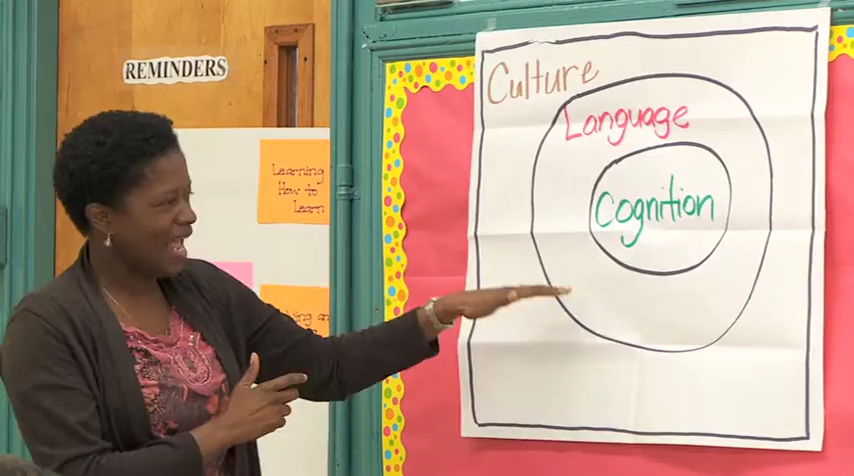 REMINDERS
Learning
How to
Learn
Culture
Language
Cognition